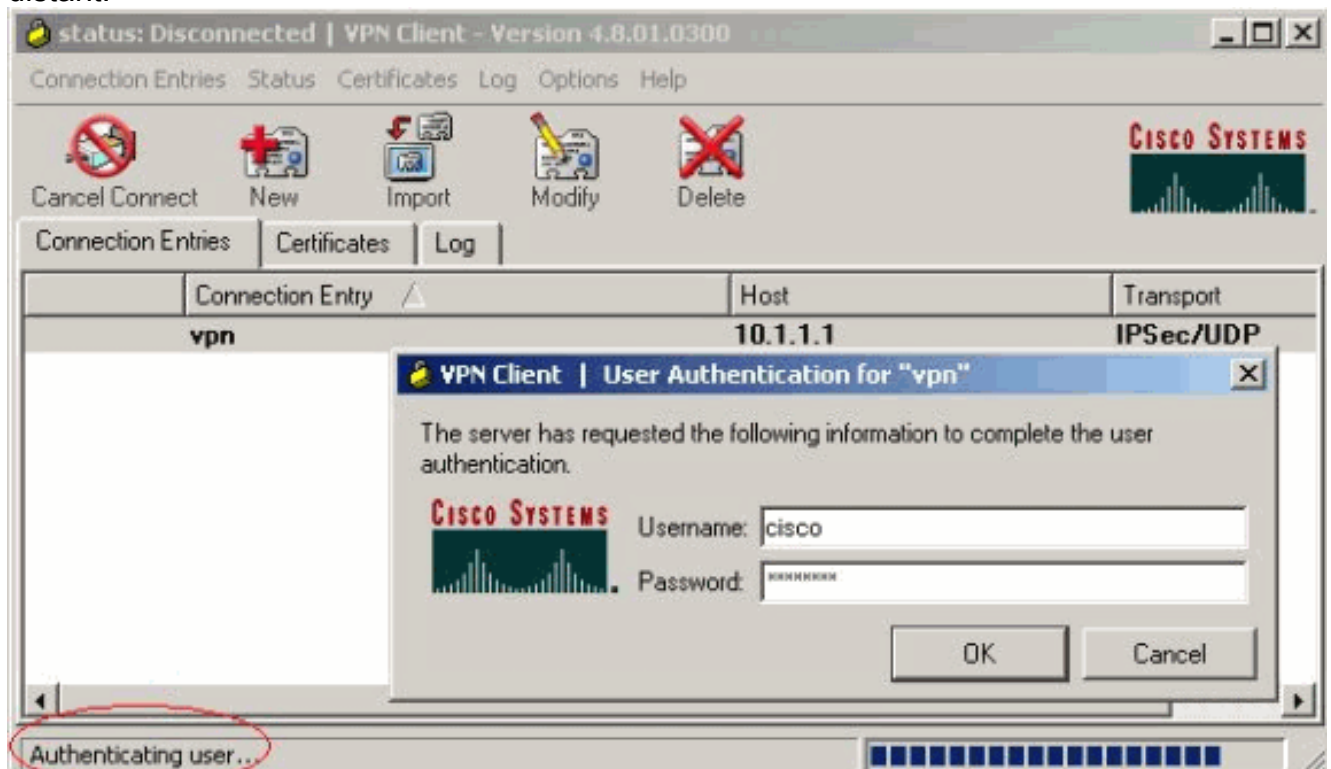 distant.
status: Disconnected | VPN Client - Version 4.8.01.0300
Connection Entries Status Certificates Log Options Help
CISCO SYSTEMS
Cancel Connect New Import Modify Delete
Connection Entries Certificates Log
Connection Entry Host Transport
vpn 10.1.1.1 IPSec/UDP
VPN Client | User Authentication for "vpn"
The server has requested the following information to complete the user
authentication.
CISCO SYSTEMS
Username: cisco
Password: ********
OK Cancel
Authenticating user...